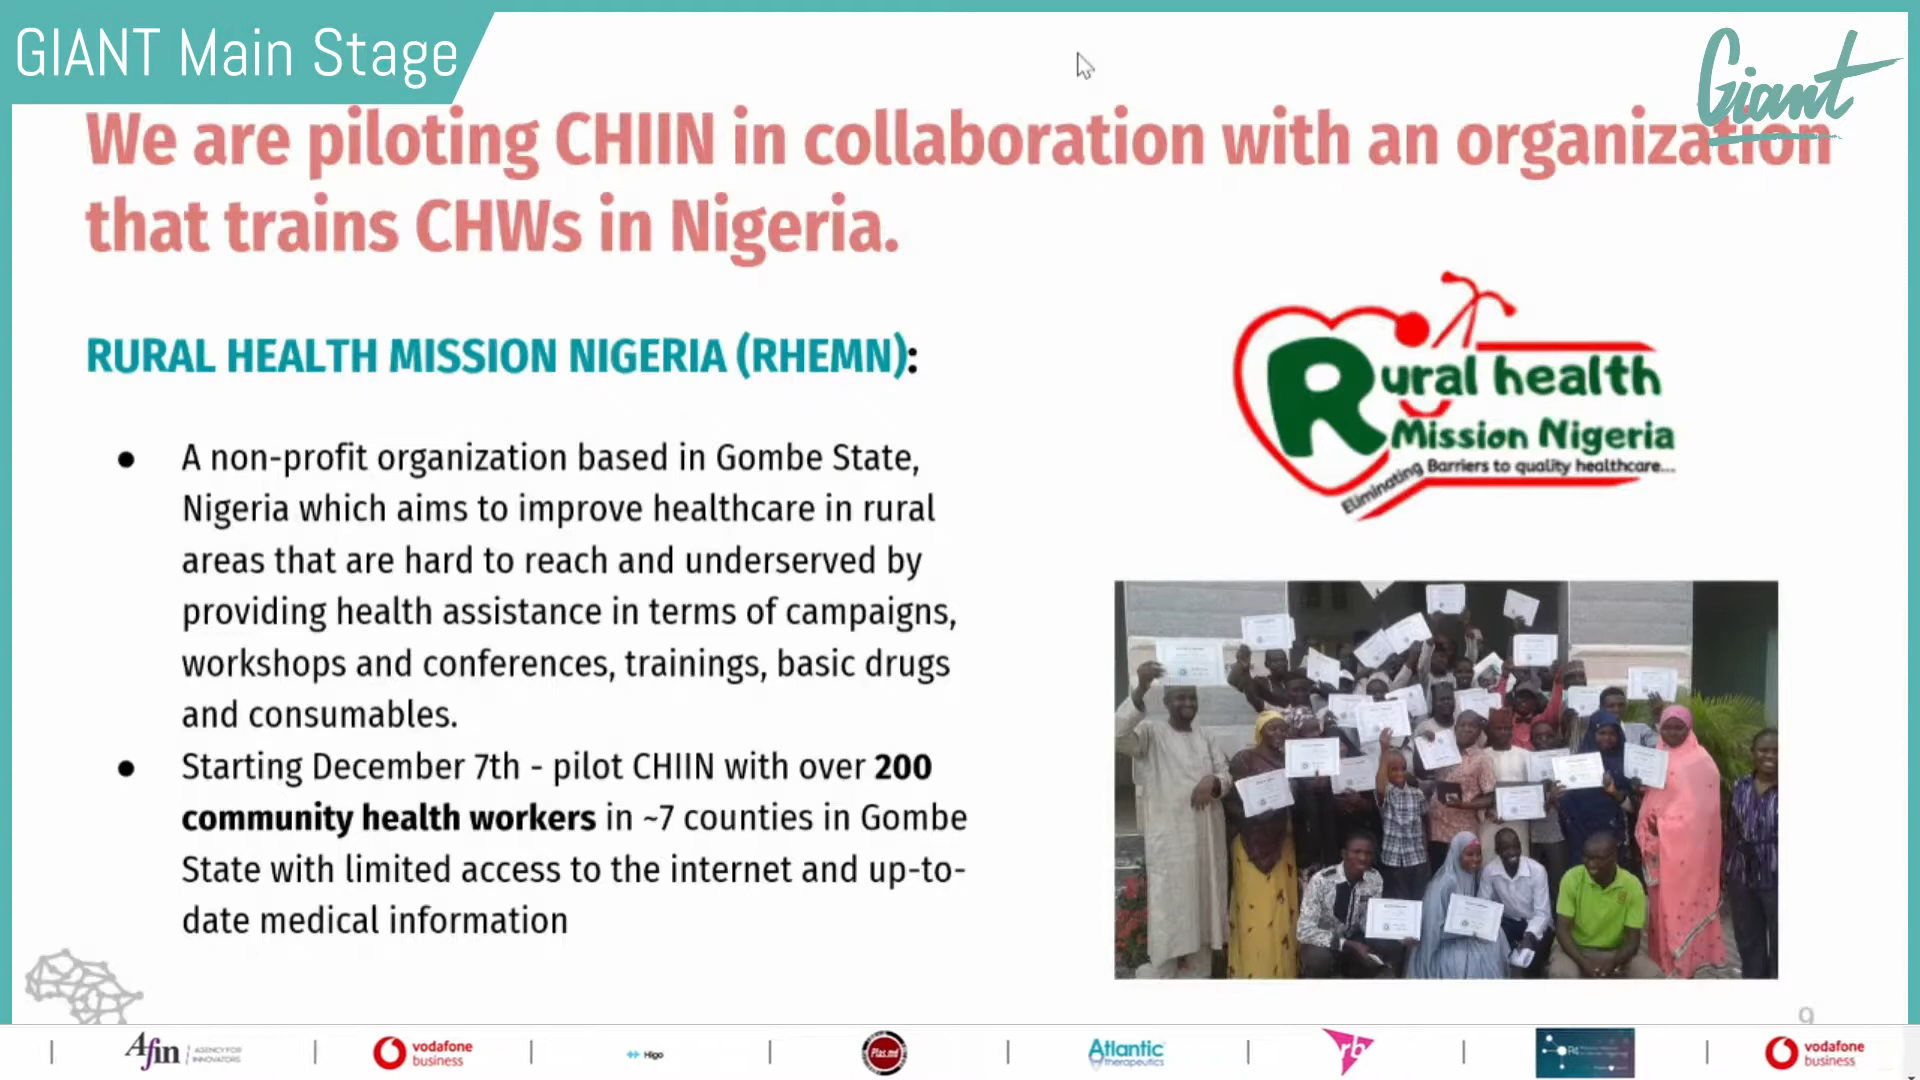 GIANT Main Stage
Giant
We are piloting CHIIN in collaboration with an organization
that trains CHWs in Nigeria.
RURAL HEALTH MISSION NIGERIA (RHEMN):
● A non-profit organization based in Gombe State,
Nigeria which aims to improve healthcare in rural
areas that are hard to reach and underserved by
providing health assistance in terms of campaigns,
workshops and conferences, trainings, basic drugs
and consumables.
● Starting December 7th - pilot CHIIN with over 200
community health workers in ~7 counties in Gombe
State with limited access to the internet and up-to-
date medical information
Rural health
Mission Nigeria
Eliminating Barriers to quality healthcare...
9
Afin | AGENCY FOR
INNOVATORS
vodafone
business
Higo
Plas.md
Atlantic
therapeutics
rb
vodafone
business